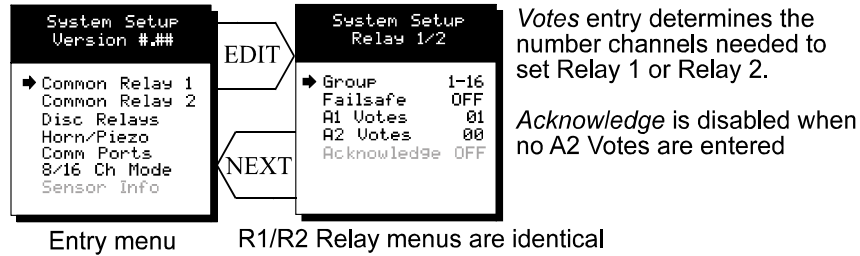 System Setup
Version #.##
➡Common Relay 1
Common Relay 2
Disc Relays
Horn/Piezo
Comm Ports
8/16 Ch Mode
Sensor Info
Entry menu
EDIT
NEXT
System Setup
Relay 1/2
➡Group 1-16
Failsafe OFF
A1 Votes 01
A2 Votes 00
Acknowledge OFF
R1/R2 Relay menus are identical
Votes entry determines the
number channels needed to
set Relay 1 or Relay 2.
Acknowledge is disabled when
no A2 Votes are entered